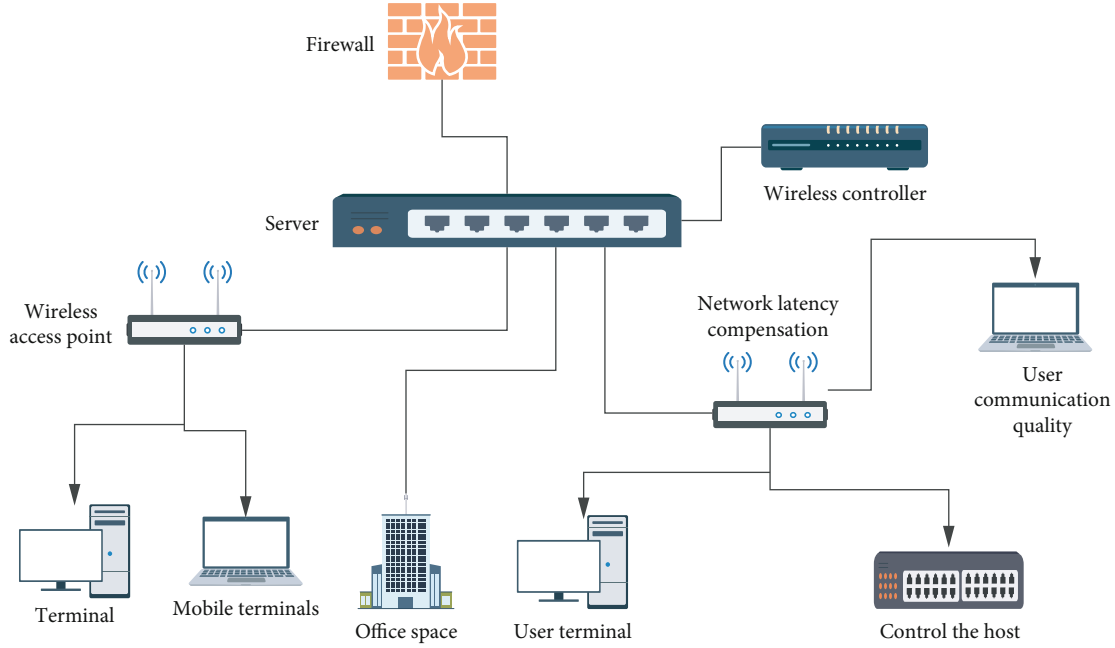 Firewall
Wireless controller
Server
Wireless
access point
Network latency
compensation
User
communication
quality
Terminal
Mobile terminals
Office space
User terminal
Control the host